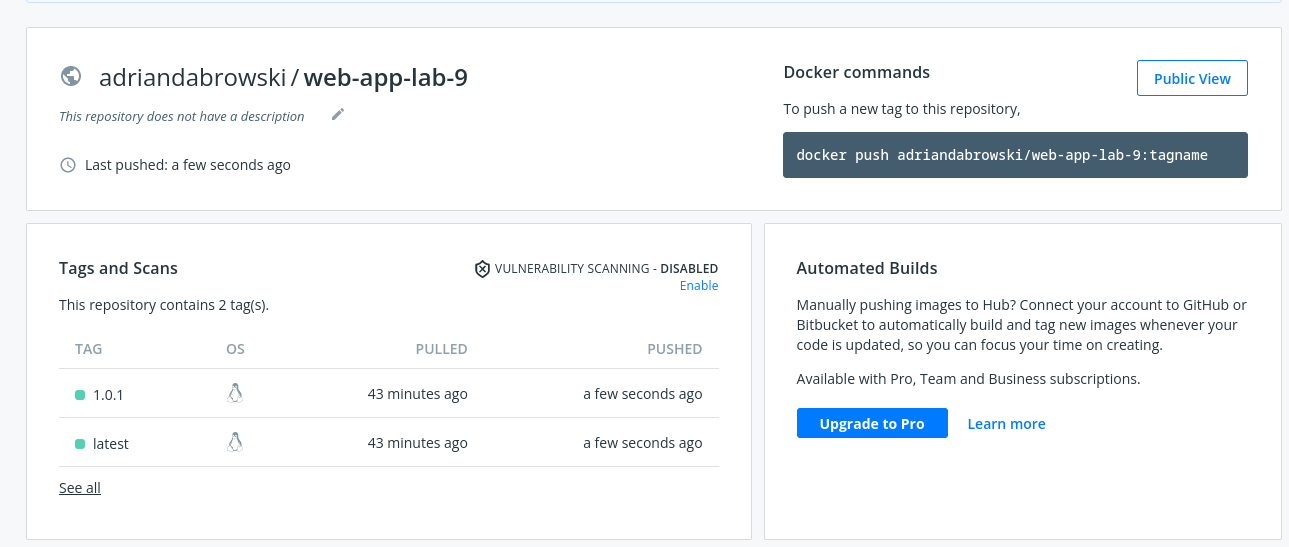 adriandabrowski / web-app-lab-9
This repository does not have a description
Last pushed: a few seconds ago
Docker commands
Public View
To push a new tag to this repository,
docker push adriandabrowski/web-app-lab-9:tagname
Tags and Scans
VULNERABILITY SCANNING - DISABLED
Enable
This repository contains 2 tag(s).
TAG OS PULLED PUSHED
1.0.1 43 minutes ago a few seconds ago
latest 43 minutes ago a few seconds ago
See all
Automated Builds
Manually pushing images to Hub? Connect your account to GitHub or
Bitbucket to automatically build and tag new images whenever your
code is updated, so you can focus your time on creating.
Available with Pro, Team and Business subscriptions.
Upgrade to Pro Learn more